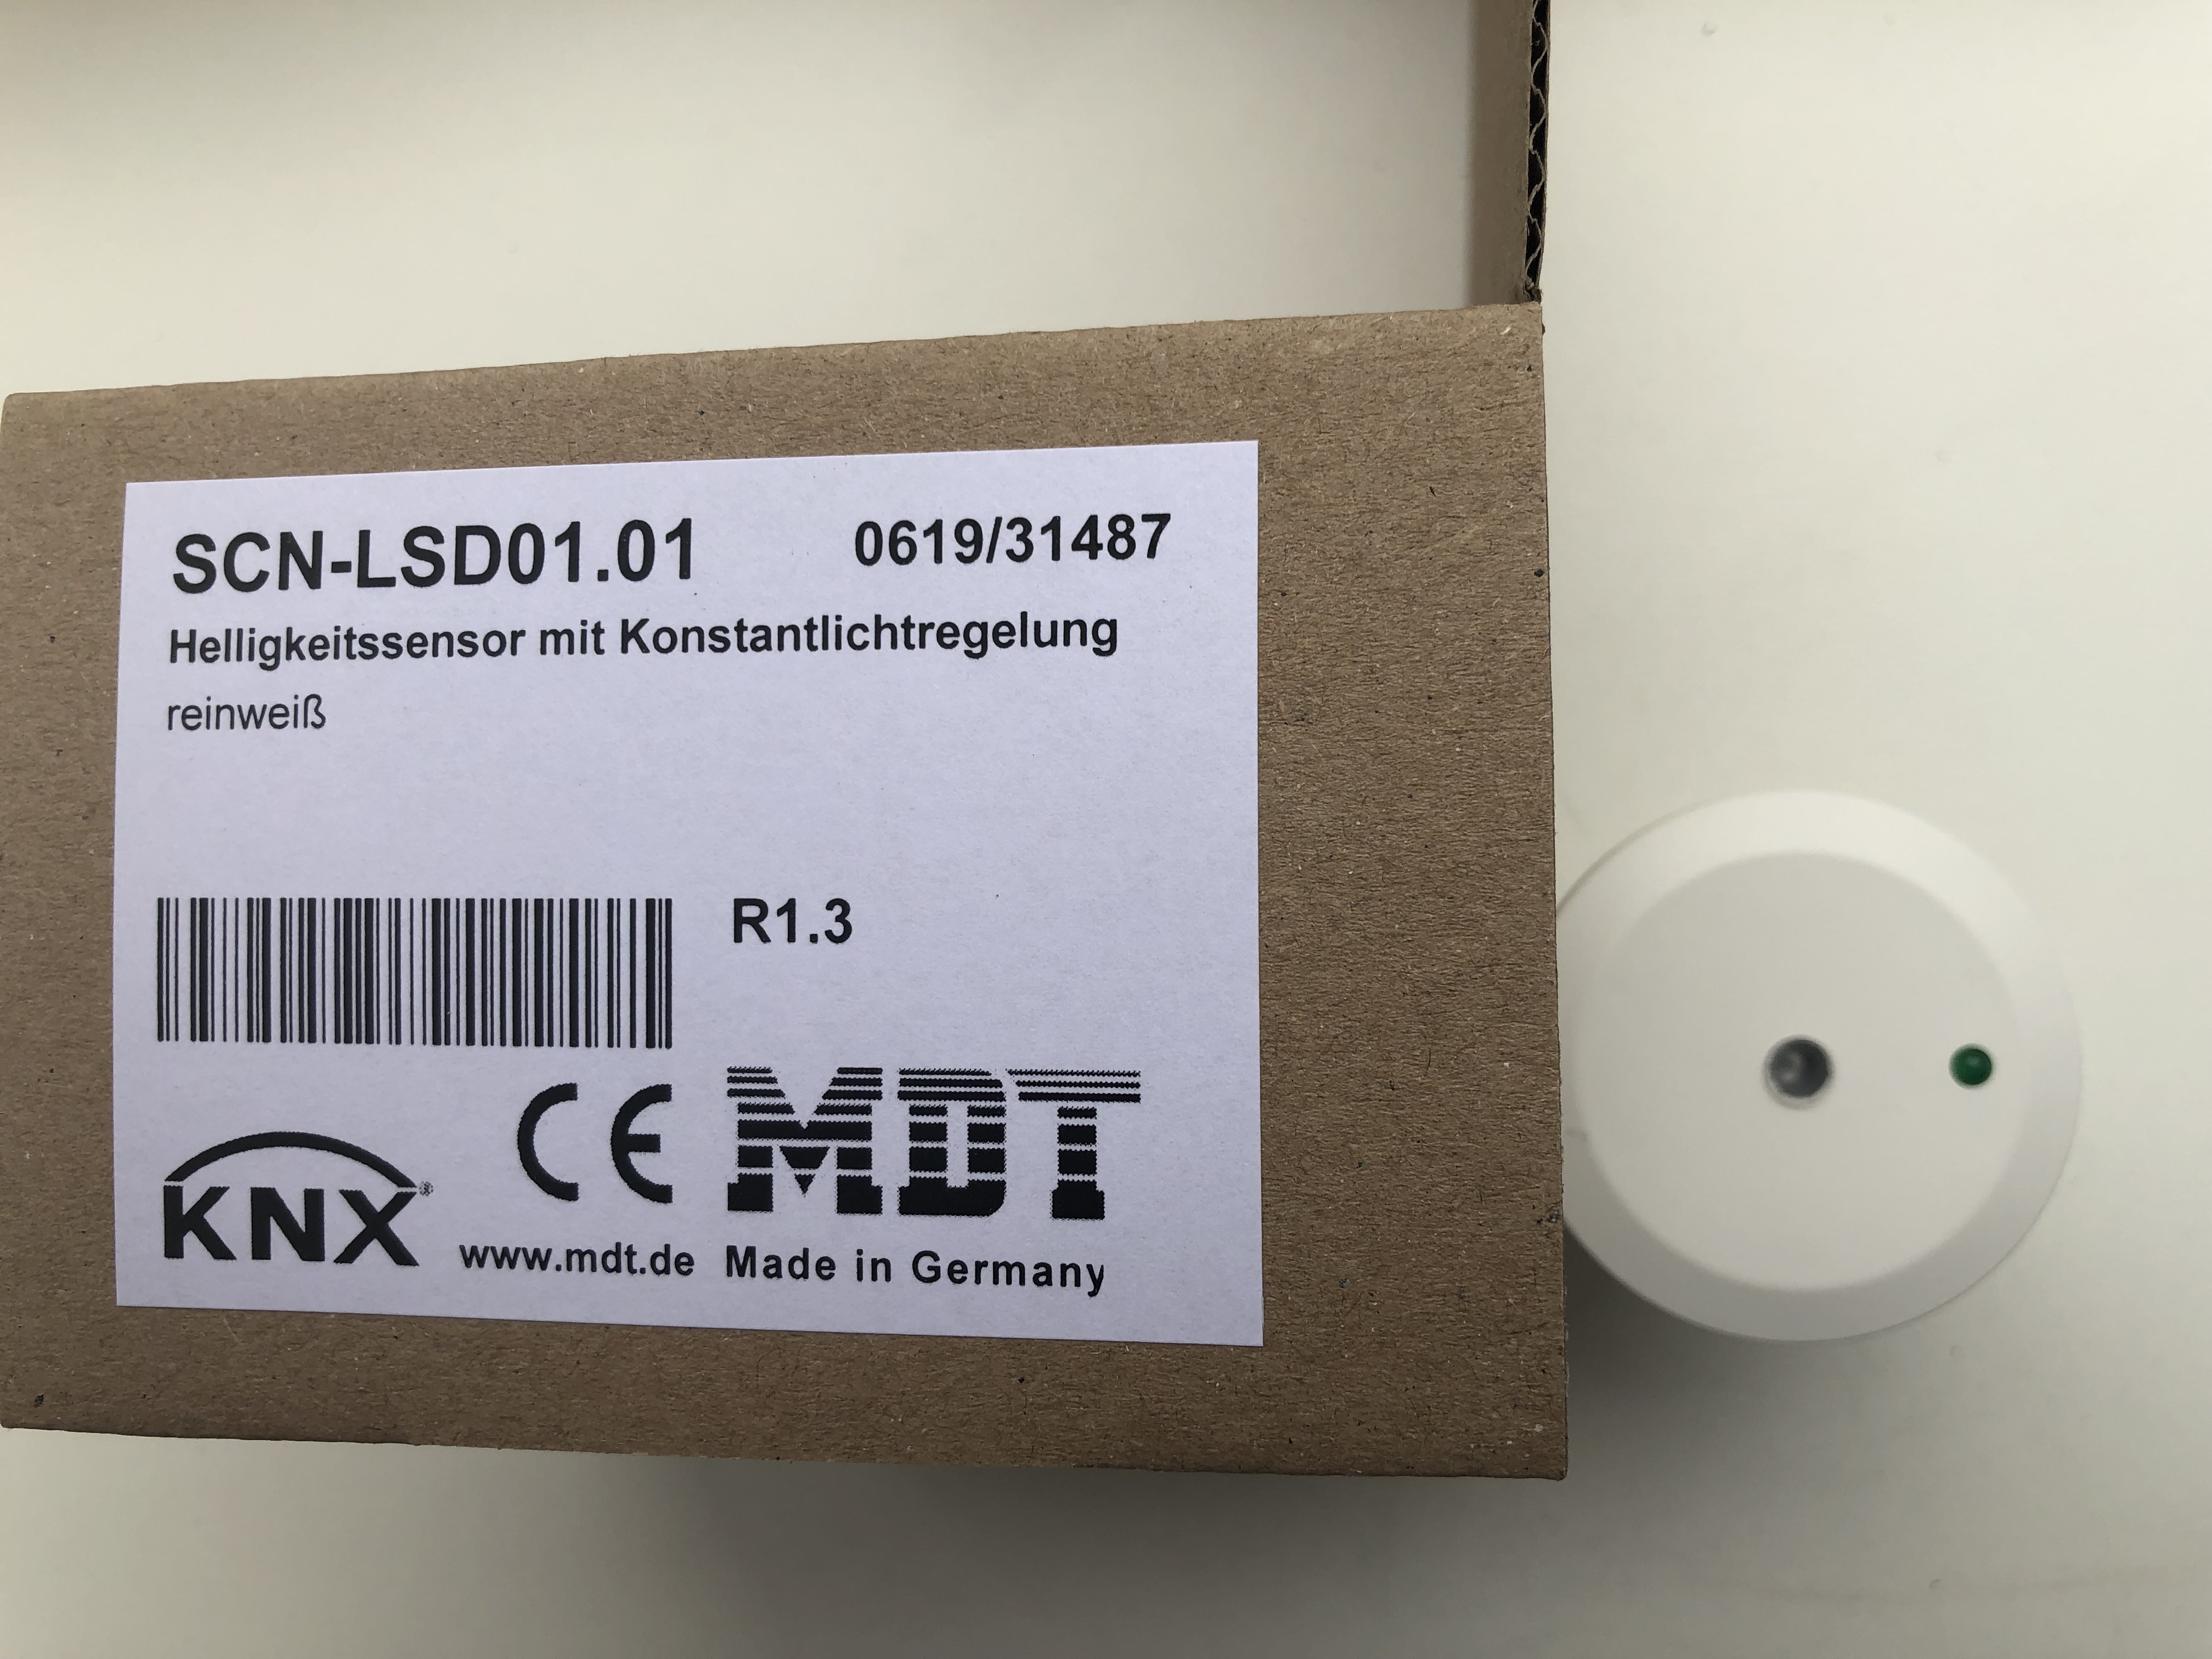 SCN-LSD01.01 0619/31487
Helligkeitssensor mit Konstantlichtregelung
reinweiß
R1.3
CE MDT
KNX®
www.mdt.de Made in Germany